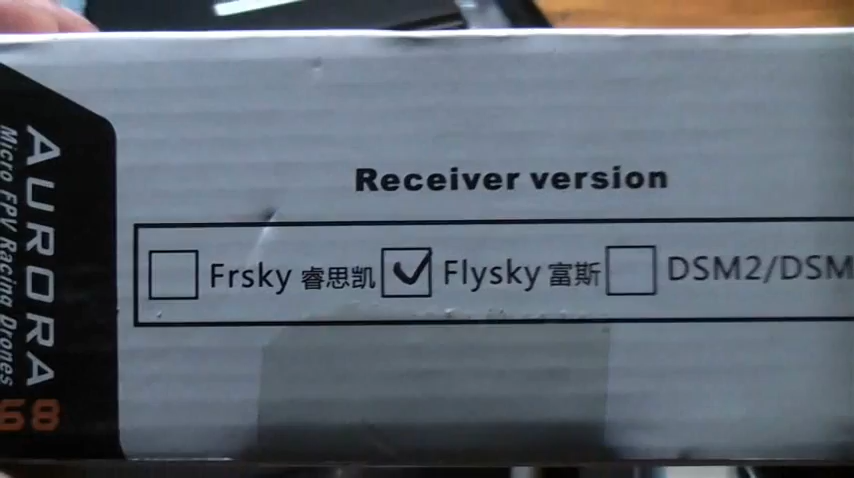 AURORA
68
Micro FPV Racing Drones
Receiver version
Frsky 睿思凯 Flysky 富斯 DSM2/DSM